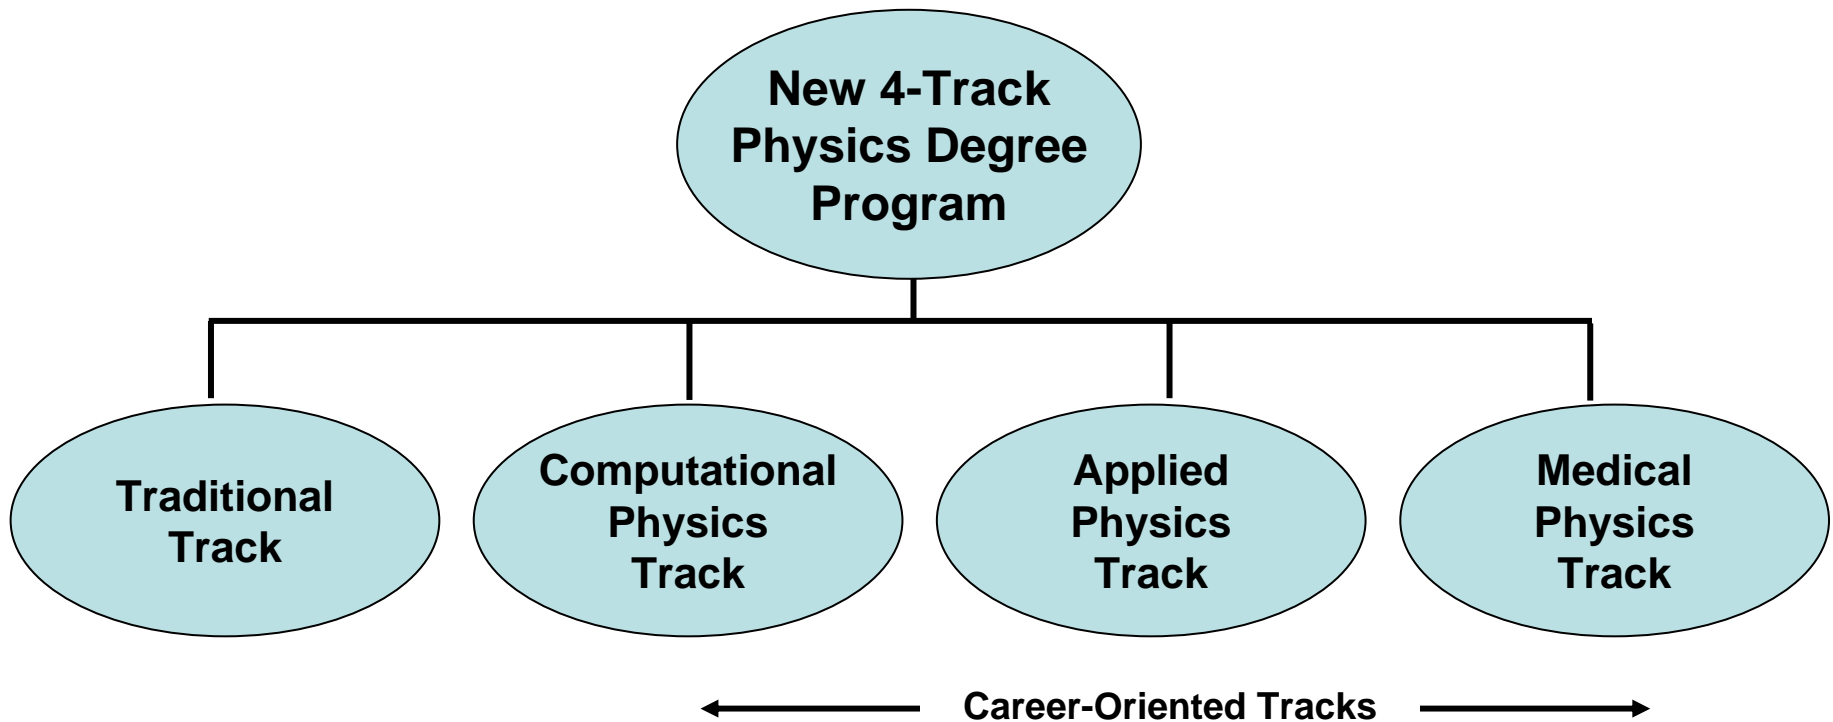 New 4-Track
Physics Degree
Program
Traditional
Track
Computational
Physics
Track
Applied
Physics
Track
Medical
Physics
Track
Career-Oriented Tracks